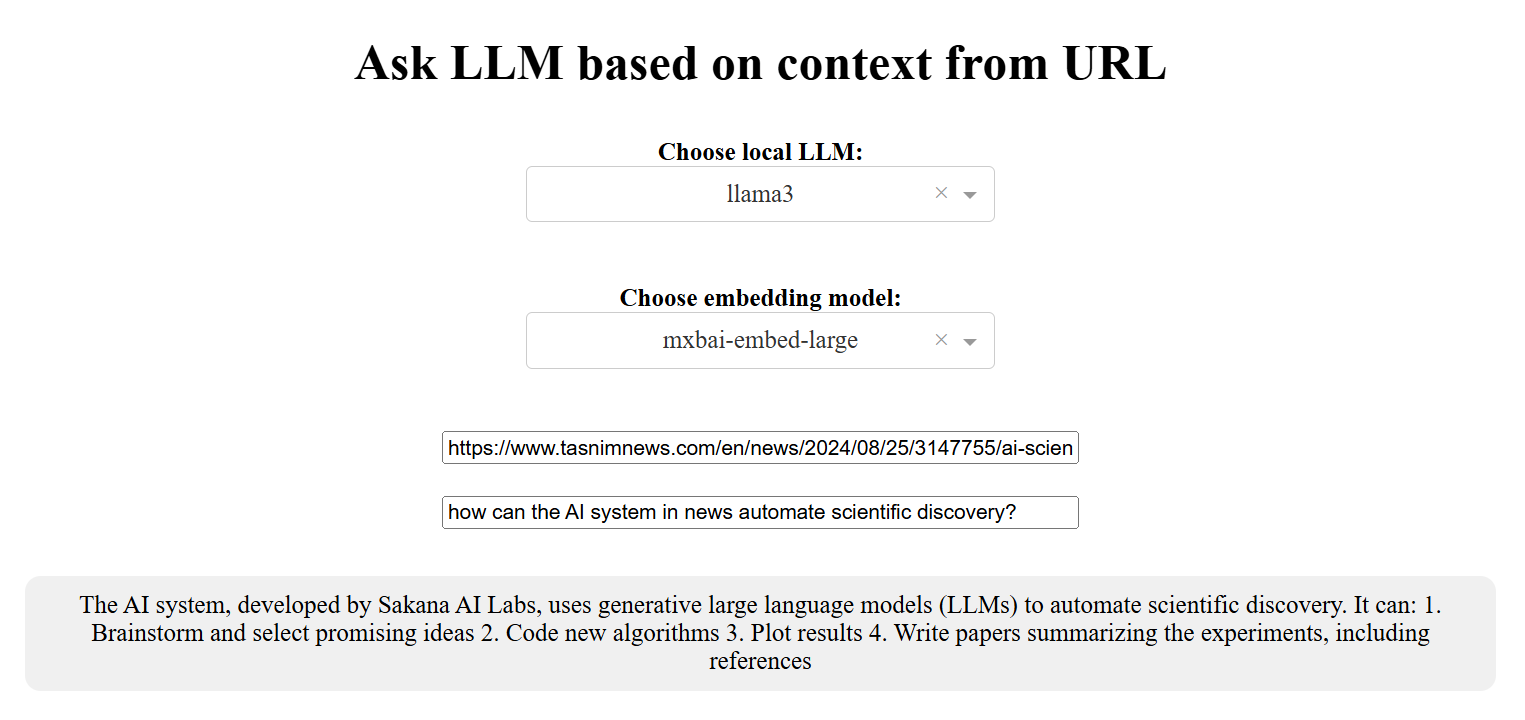 Ask LLM based on context from URL
Choose local LLM:
llama3
Choose embedding model:
mxbai-embed-large
https://www.tasnimnews.com/en/news/2024/08/25/3147755/ai-scien
how can the AI system in news automate scientific discovery?
The AI system, developed by Sakana AI Labs, uses generative large language models (LLMs) to automate scientific discovery. It can: 1.
Brainstorm and select promising ideas 2. Code new algorithms 3. Plot results 4. Write papers summarizing the experiments, including
references